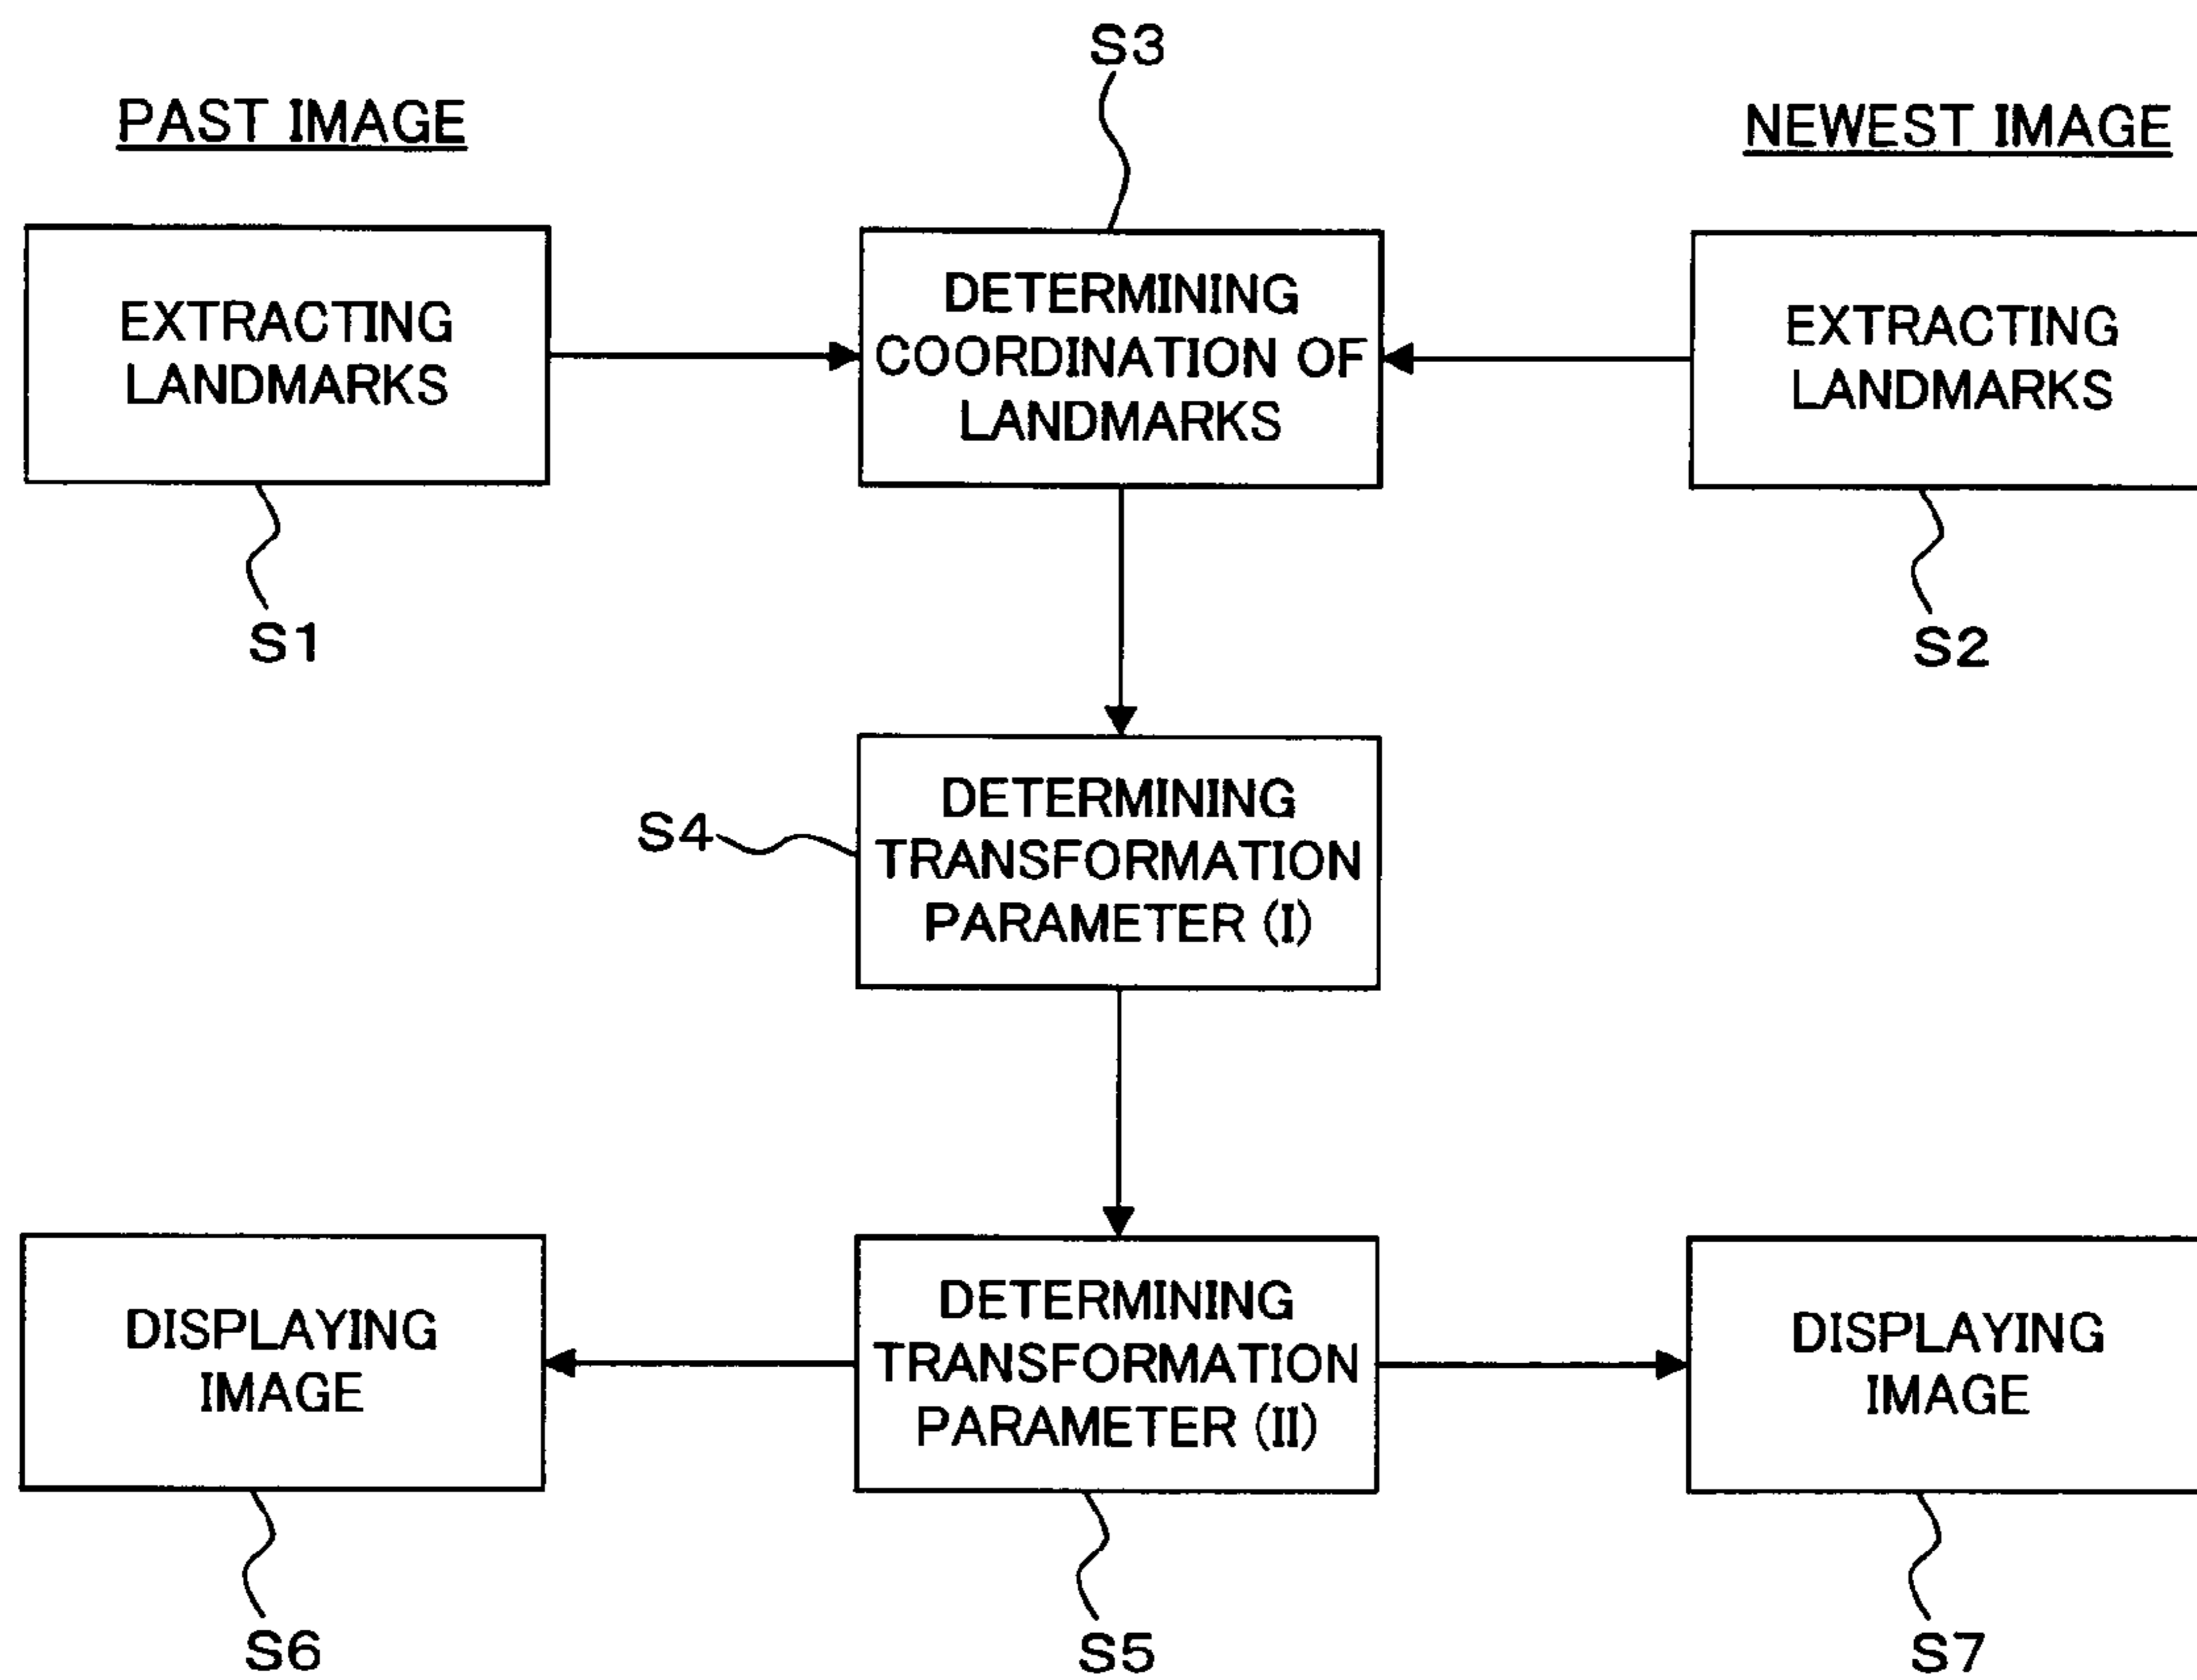 S3
PAST IMAGE
NEWEST IMAGE
EXTRACTING
LANDMARKS
DETERMINING
COORDINATION OF
LANDMARKS
EXTRACTING
LANDMARKS
S1
S2
S4
DETERMINING
TRANSFORMATION
PARAMETER (I)
DISPLAYING
IMAGE
DETERMINING
TRANSFORMATION
PARAMETER (II)
DISPLAYING
IMAGE
S6
S5
S7